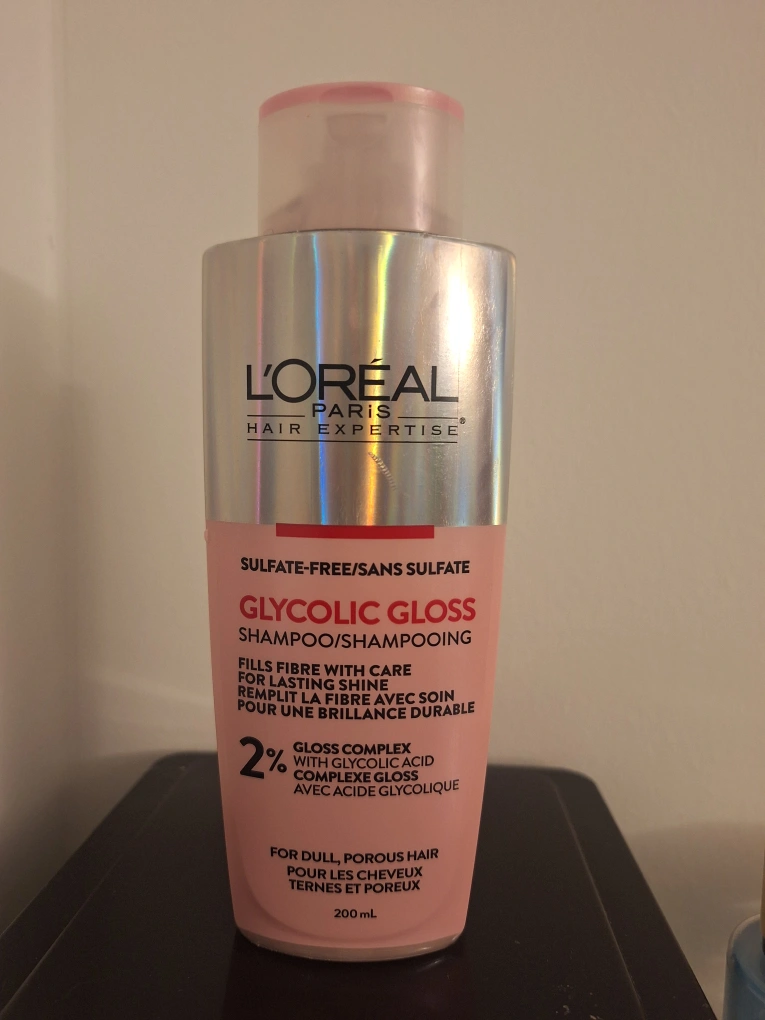 L'ORÉAL
PARiS
HAIR EXPERTISE®
SULFATE-FREE/SANS SULFATE
GLYCOLIC GLOSS
SHAMPOO/SHAMPOOING
FILLS FIBRE WITH CARE
FOR LASTING SHINE
REMPLIT LA FIBRE AVEC SOIN
POUR UNE BRILLANCE DURABLE
2% GLOSS COMPLEX
WITH GLYCOLIC ACID
COMPLEXE GLOSS
AVEC ACIDE GLYCOLIQUE
FOR DULL, POROUS HAIR
POUR LES CHEVEUX
TERNES ET POREUX
200 mL